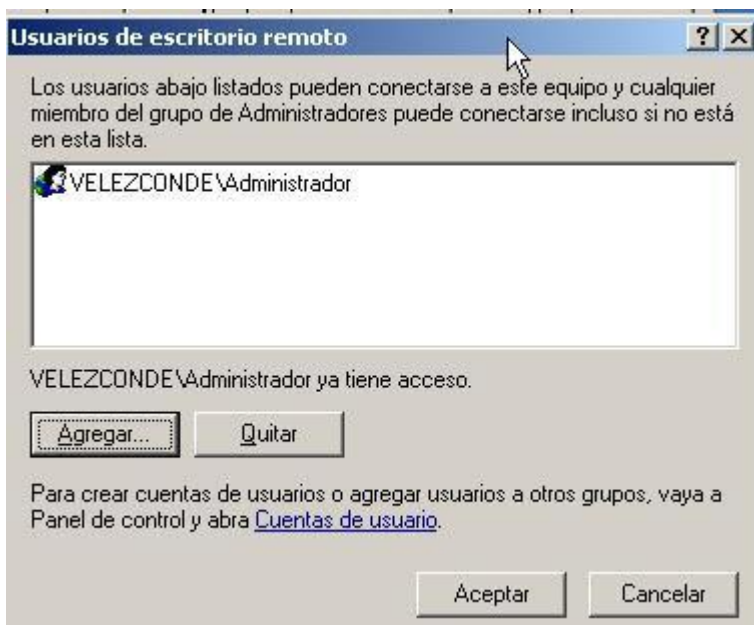 Usuarios de escritorio remoto
Los usuarios abajo listados pueden conectarse a este equipo y cualquier
miembro del grupo de Administradores puede conectarse incluso si no está
en esta lista.
VELEZCONDE\Administrador
VELEZCONDE\Administrador ya tiene acceso.
Agregar... Quitar
Para crear cuentas de usuarios o agregar usuarios a otros grupos, vaya a
Panel de control y abra Cuentas de usuario.
Aceptar Cancelar